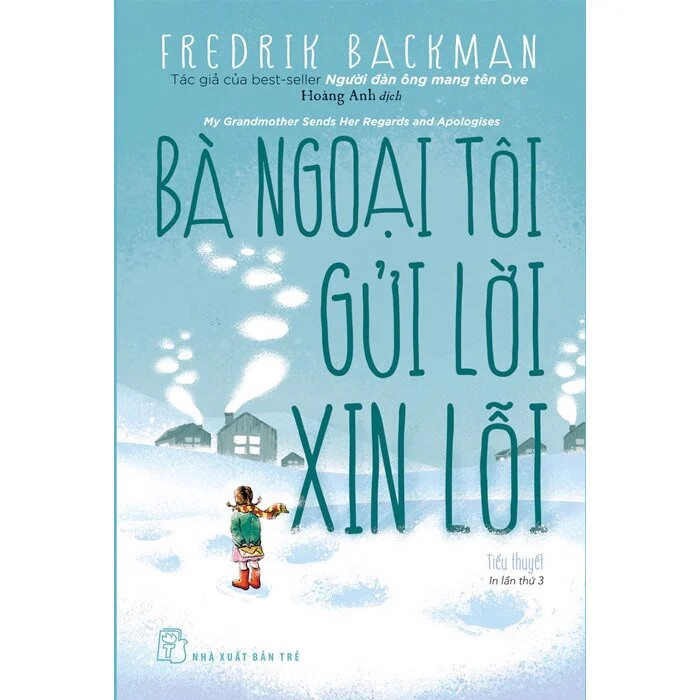 FREDRIK BACKMAN
Tác giả của best-seller Người đàn ông mang tên Ove
Hoàng Anh dịch
My Grandmother Sends Her Regards and Apologises
BÀ NGOẠI TÔI
GỬI LỜI
XIN LỖI
Tiểu thuyết
In lần thứ 3
NHÀ XUẤT BẢN TRẺ